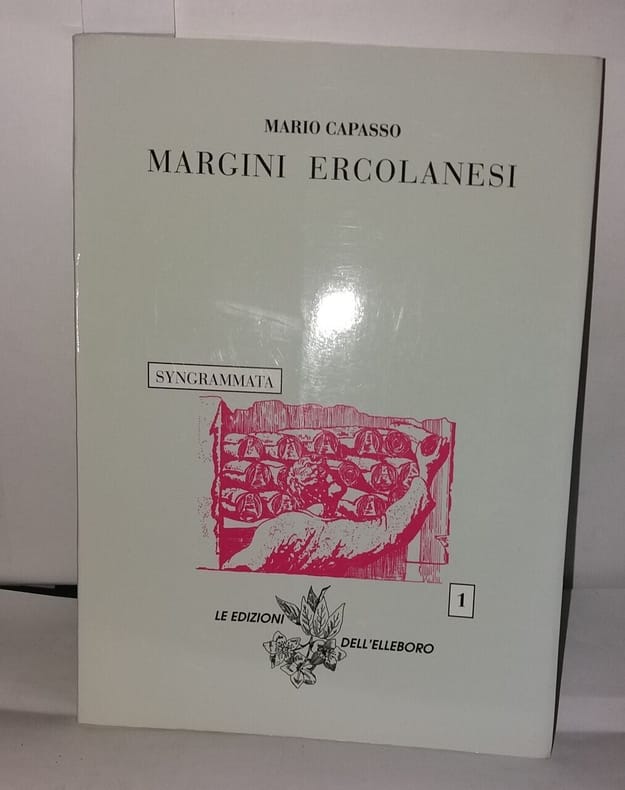 MARIO CAPASSO
MARGINI ERCOLANESI
SYNGRAMMATA
1
LE EDIZIONI
DELL'ELLEBORO